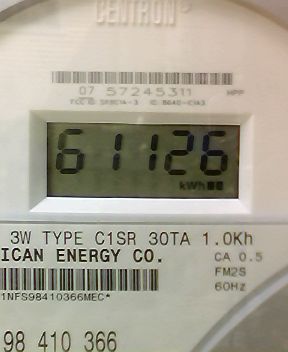 CENTRON®
07 57245311 HPP
61126
kWh
3W TYPE C1SR 30TA 1.0Kh
ICAN ENERGY CO. CA 0.5
FM2S
60Hz
1NFS98410366MEC*
98 410 366